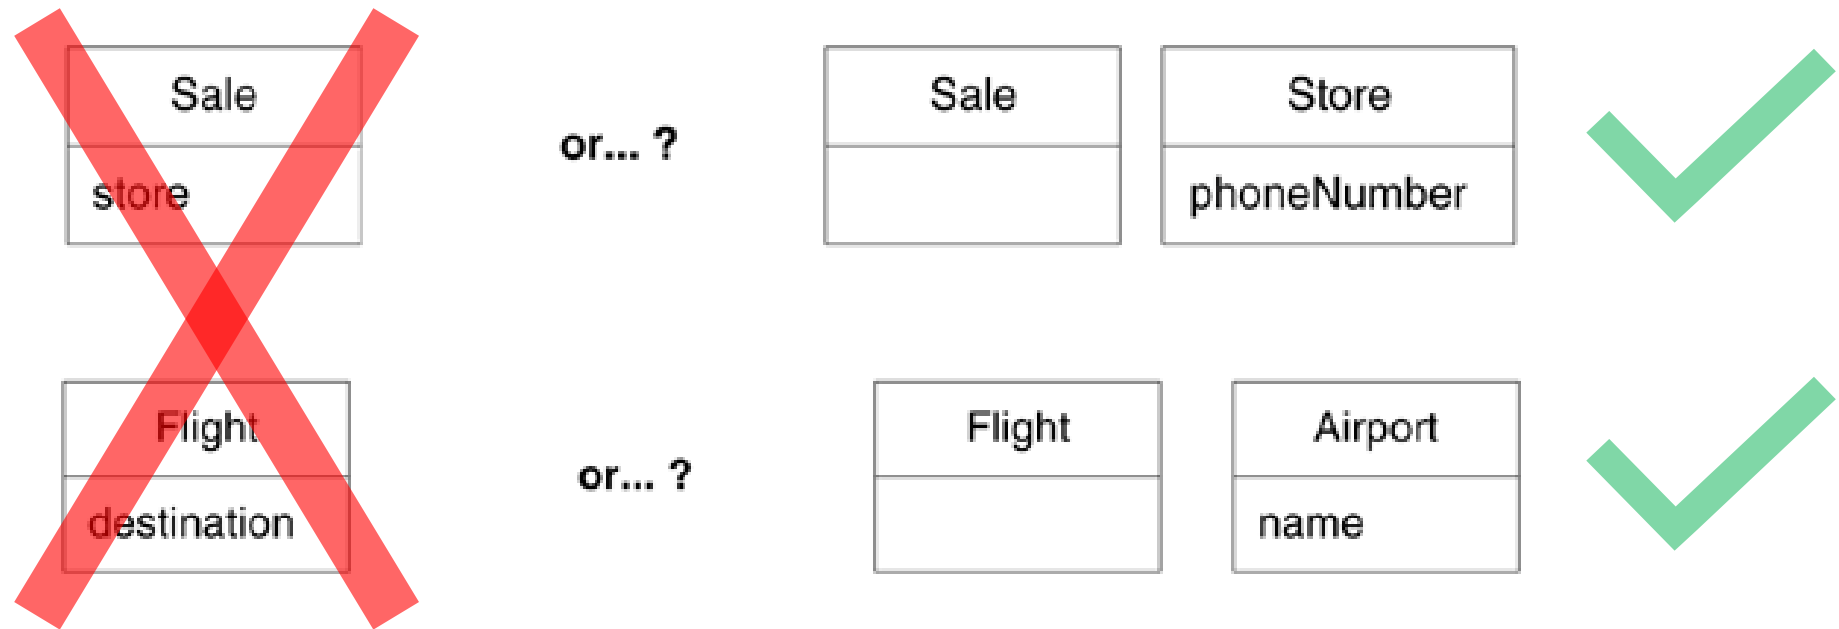 Sale
store
or... ?
Sale
Store
phoneNumber
Flight
destination
or... ?
Flight
Airport
name